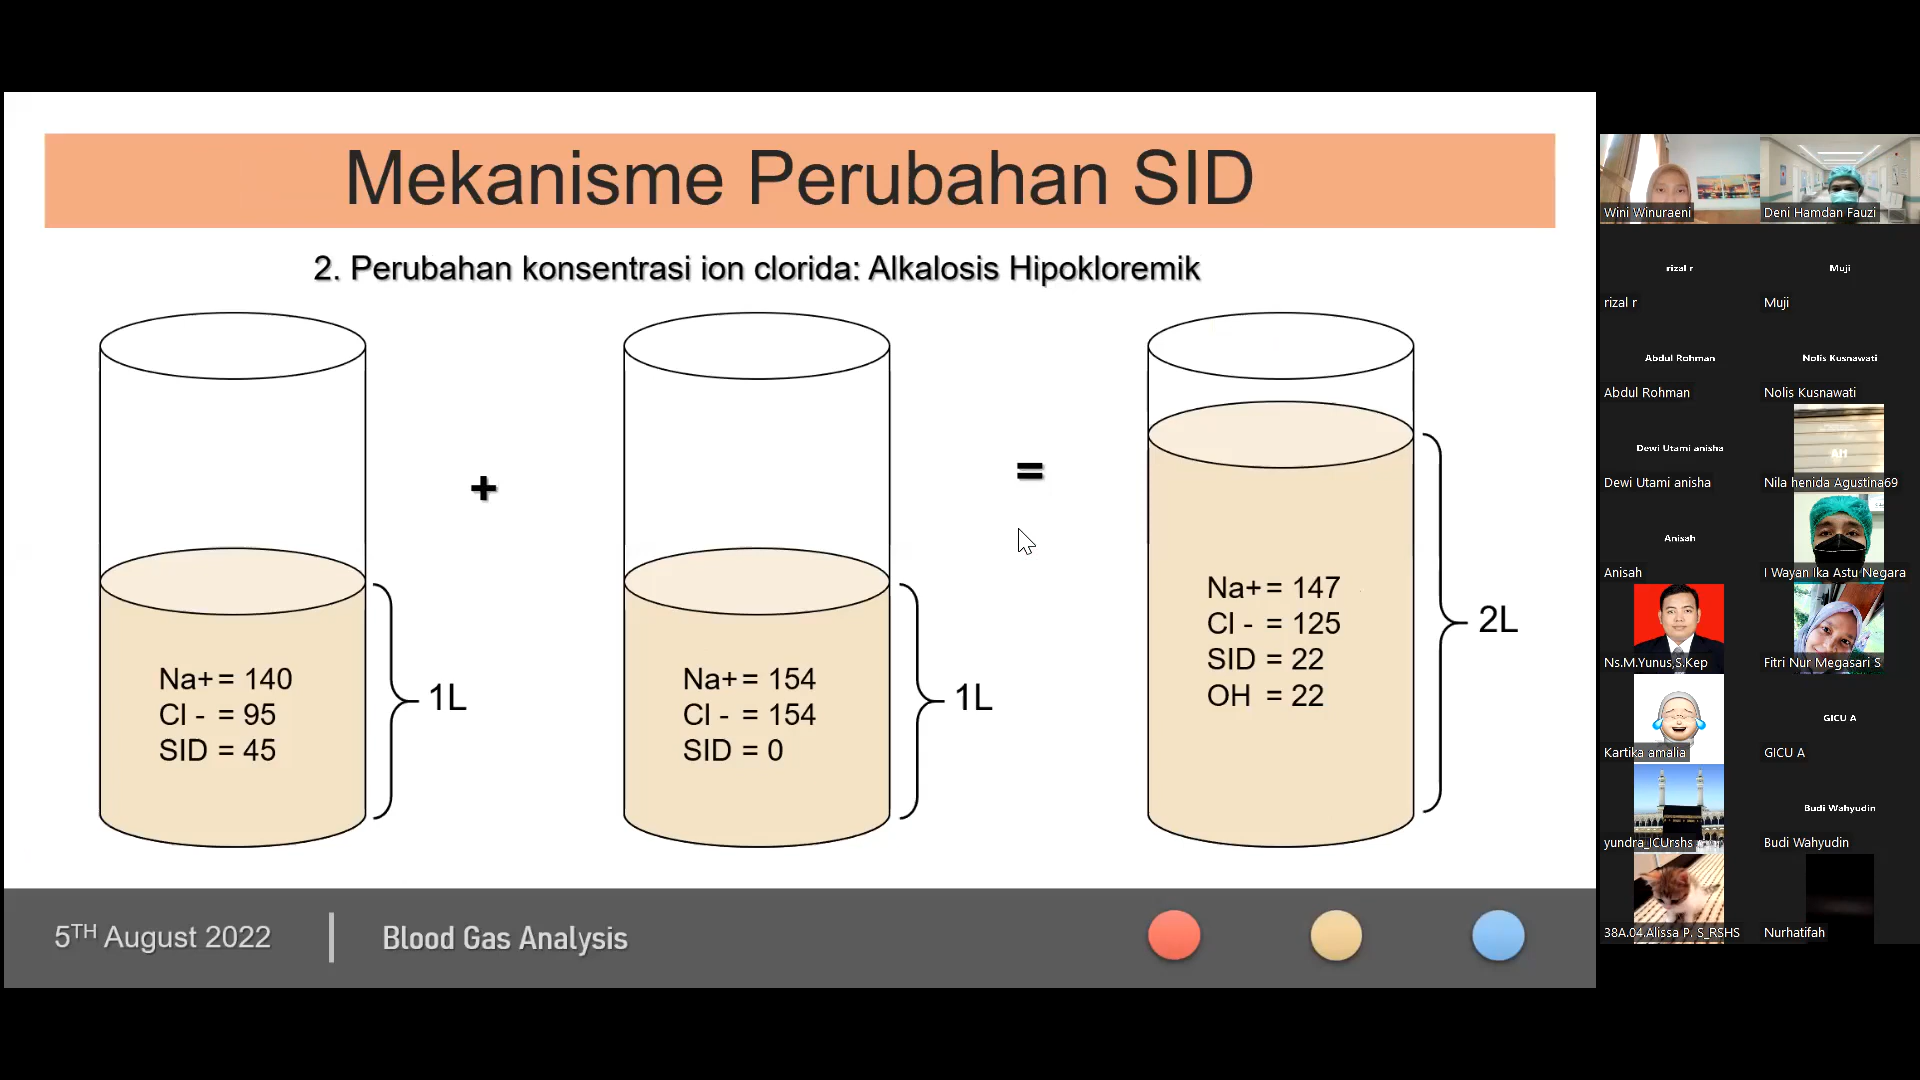 Mekanisme Perubahan SID
2. Perubahan konsentrasi ion clorida: Alkalosis Hipokloremik
+
=
Na+= 140
Cl - = 95
SID = 45
1L
Na+= 154
Cl - = 154
SID = 0
1L
Na+= 147
Cl - = 125
SID = 22
OH = 22
2L
5TH August 2022
Blood Gas Analysis
Wini Winuraeni
Deni Hamdan Fauzi
rizal r
rizal r
Muji
Muji
Abdul Rohman
Abdul Rohman
Nolis Kusnawati
Nolis Kusnawati
Dewi Utami anisha
Dewi Utami anisha
Nila henida Agustina69
Anisah
Anisah
I Wayan Ika Astu Negara
Ns.M.Yunus,S.Kep
Fitri Nur Megasari S
Kartika amalia
GICU A
GICU A
yundra_ICUrshs
Budi Wahyudin
Budi Wahyudin
38A.04.Alissa P. S_RSHS
Nurhatifah